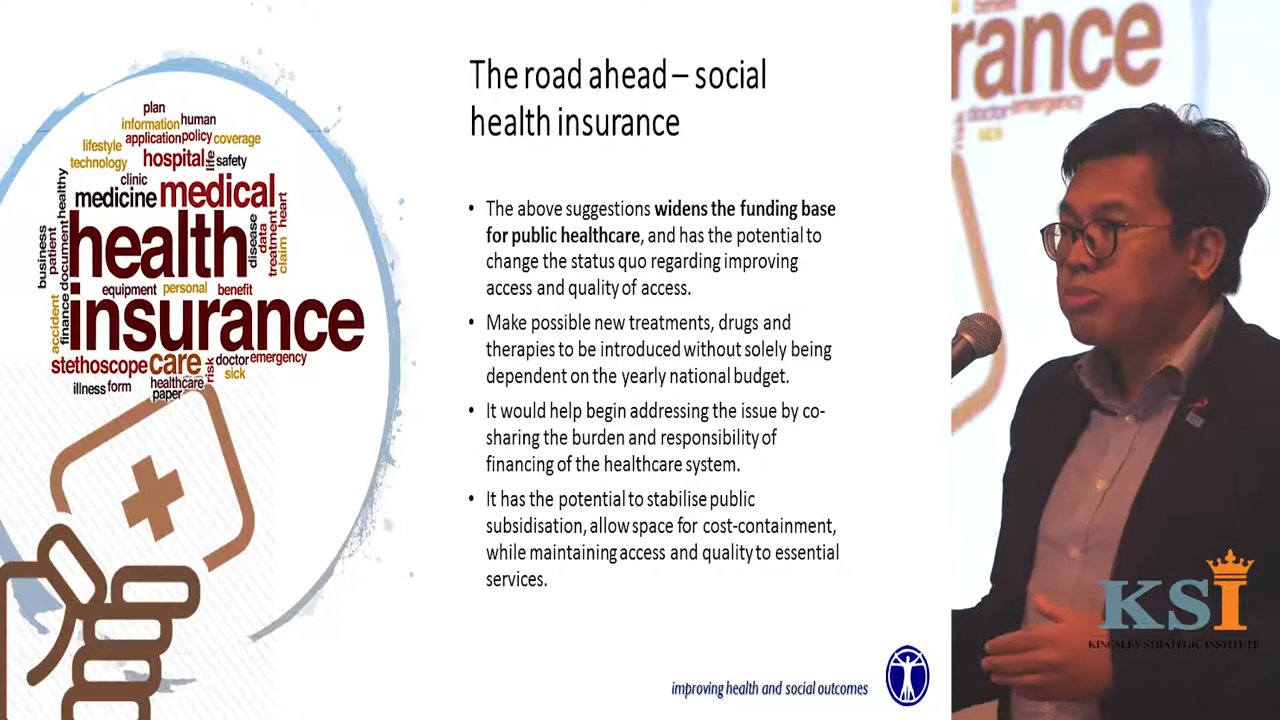 The road ahead – social
health insurance
• The above suggestions widens the funding base
for public healthcare, and has the potential to
change the status quo regarding improving
access and quality of access.
• Make possible new treatments, drugs and
therapies to be introduced without solely being
dependent on the yearly national budget.
• It would help begin addressing the issue by co-
sharing the burden and responsibility of
financing of the healthcare system.
• It has the potential to stabilise public
subsidisation, allow space for cost-containment,
while maintaining access and quality to essential
services.
improving health and social outcomes
plan
information human
application policy coverage
lifestyle
technology hospital life safety
clinic
medicine medical
healthy
document
business
patient
health
disease
data
treatment
heart
claim
equipment personal benefit
accident
finance
insurance
stethoscope care risk doctor emergency
sick
illness form healthcare
paper
rance
doctor emergency
sick
KSI
KINGSLEY STRATEGIC INSTITUTE